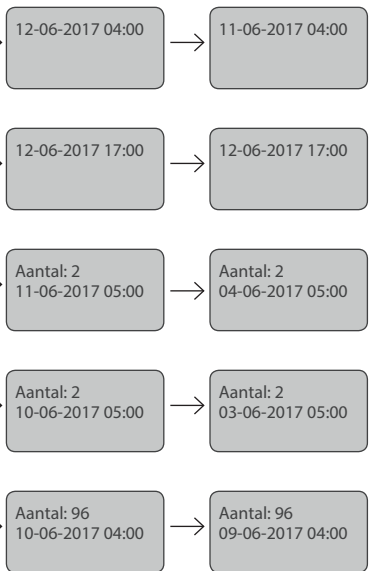 12-06-2017 04:00
11-06-2017 04:00
12-06-2017 17:00
12-06-2017 17:00
Aantal: 2
11-06-2017 05:00
Aantal: 2
04-06-2017 05:00
Aantal: 2
10-06-2017 05:00
Aantal: 2
03-06-2017 05:00
Aantal: 96
10-06-2017 04:00
Aantal: 96
09-06-2017 04:00